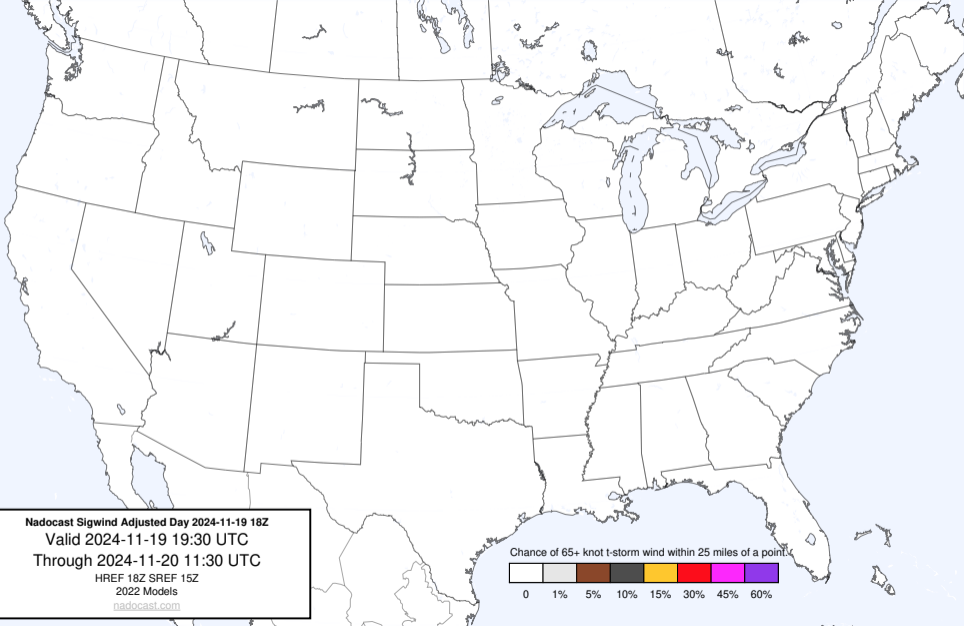 Nadocast Sigwind Adjusted Day 2024-11-19 18Z
Valid 2024-11-19 19:30 UTC
Through 2024-11-20 11:30 UTC
HREF 18Z SREF 15Z
2022 Models
nadocast.com
Chance of 65+ knot t-storm wind within 25 miles of a point.
0 1% 5% 10% 15% 30% 45% 60%